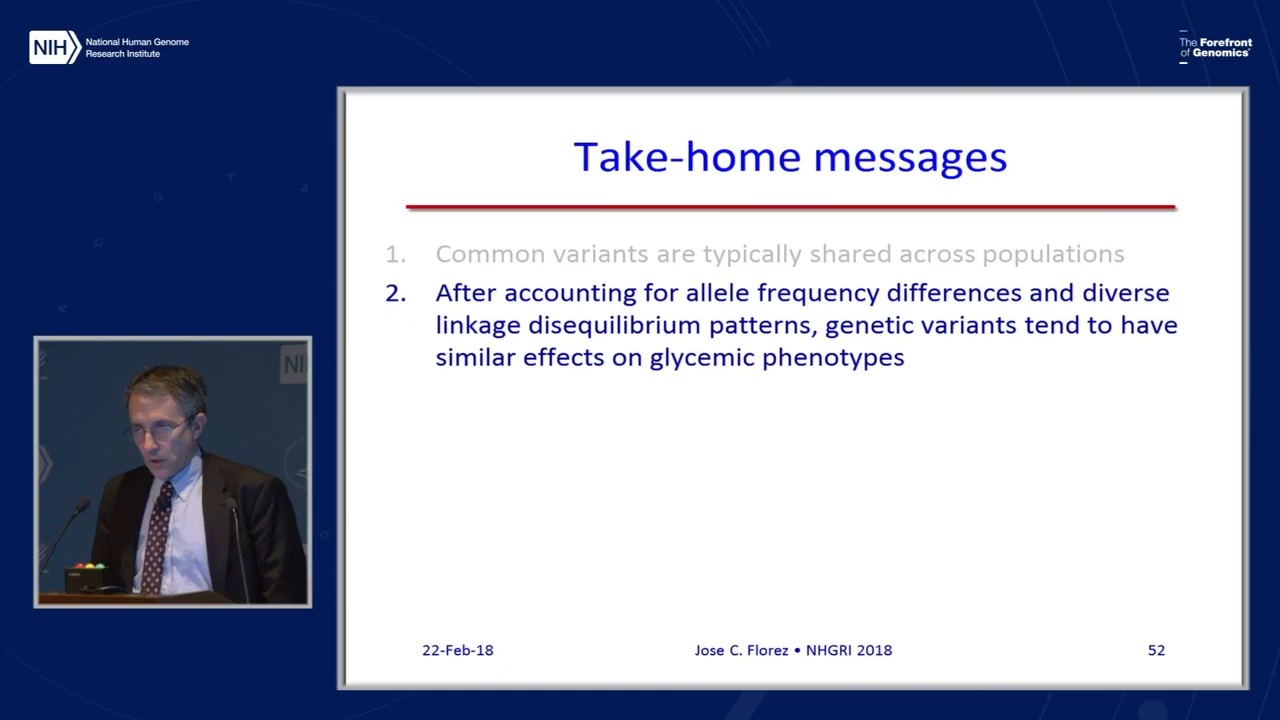 NIH
National Human Genome
Research Institute
The Forefront
of Genomics®
Take-home messages
1. Common variants are typically shared across populations
2. After accounting for allele frequency differences and diverse
linkage disequilibrium patterns, genetic variants tend to have
similar effects on glycemic phenotypes
NI
22-Feb-18
Jose C. Florez • NHGRI 2018
52